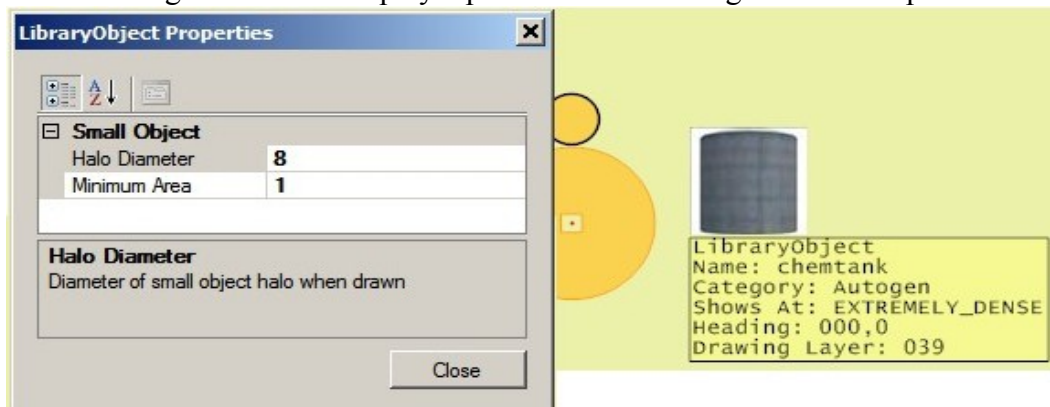 LibraryObject Properties
A
Z
Small Object
Halo Diameter 8
Minimum Area 1
Halo Diameter
Diameter of small object halo when drawn
Close
LibraryObject
Name: chemtank
Category: Autogen
Shows At: EXTREMELY_DENSE
Heading: 000,0
Drawing Layer: 039